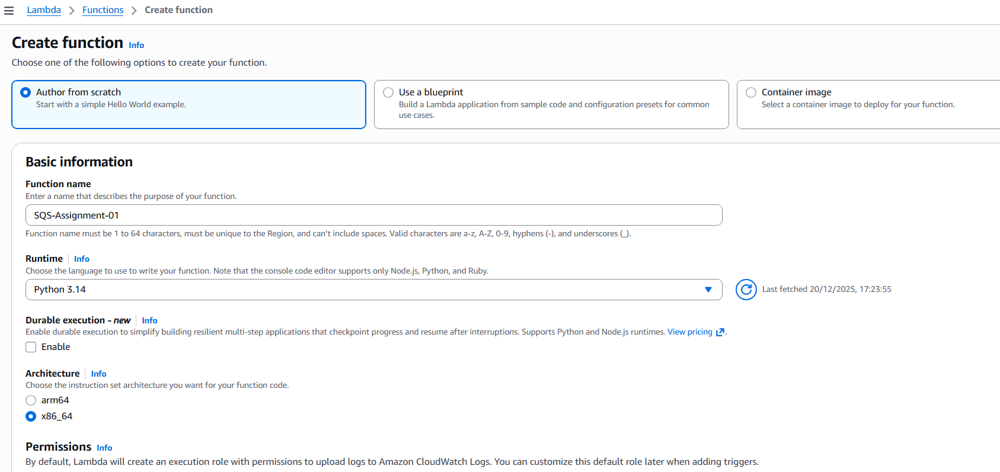 Lambda > Functions > Create function
Create function Info
Choose one of the following options to create your function.
Author from scratch
Start with a simple Hello World example.
Use a blueprint
Build a Lambda application from sample code and configuration presets for common
use cases.
Container image
Select a container image to deploy for your function.
Basic information
Function name
Enter a name that describes the purpose of your function.
SQS-Assignment-01
Function name must be 1 to 64 characters, must be unique to the Region, and can’t include spaces. Valid characters are a-z, A-Z, 0-9, hyphens (-), and underscores (_).
Runtime Info
Choose the language to use to write your function. Note that the console code editor supports only Node.js, Python, and Ruby.
Python 3.14
Last fetched 20/12/2025, 17:23:55
Durable execution - new Info
Enable durable execution to simplify building resilient multi-step applications that checkpoint progress and resume after interruptions. Supports Python and Node.js runtimes. View pricing.
Enable
Architecture Info
Choose the instruction set architecture you want for your function code.
arm64
x86_64
Permissions Info
By default, Lambda will create an execution role with permissions to upload logs to Amazon CloudWatch Logs. You can customize this default role later when adding triggers.